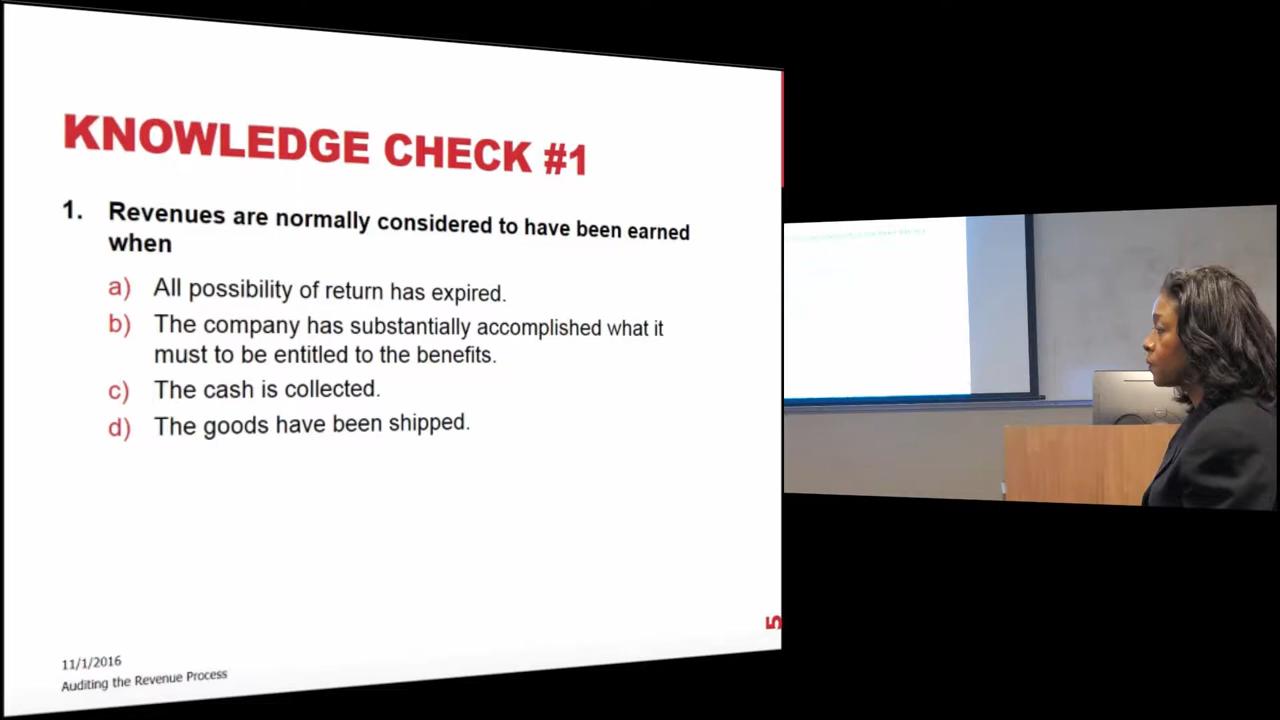 KNOWLEDGE CHECK #1
1. Revenues are normally considered to have been earned
when
a) All possibility of return has expired.
b) The company has substantially accomplished what it
must to be entitled to the benefits.
c) The cash is collected.
d) The goods have been shipped.
5
11/1/2016
Auditing the Revenue Process